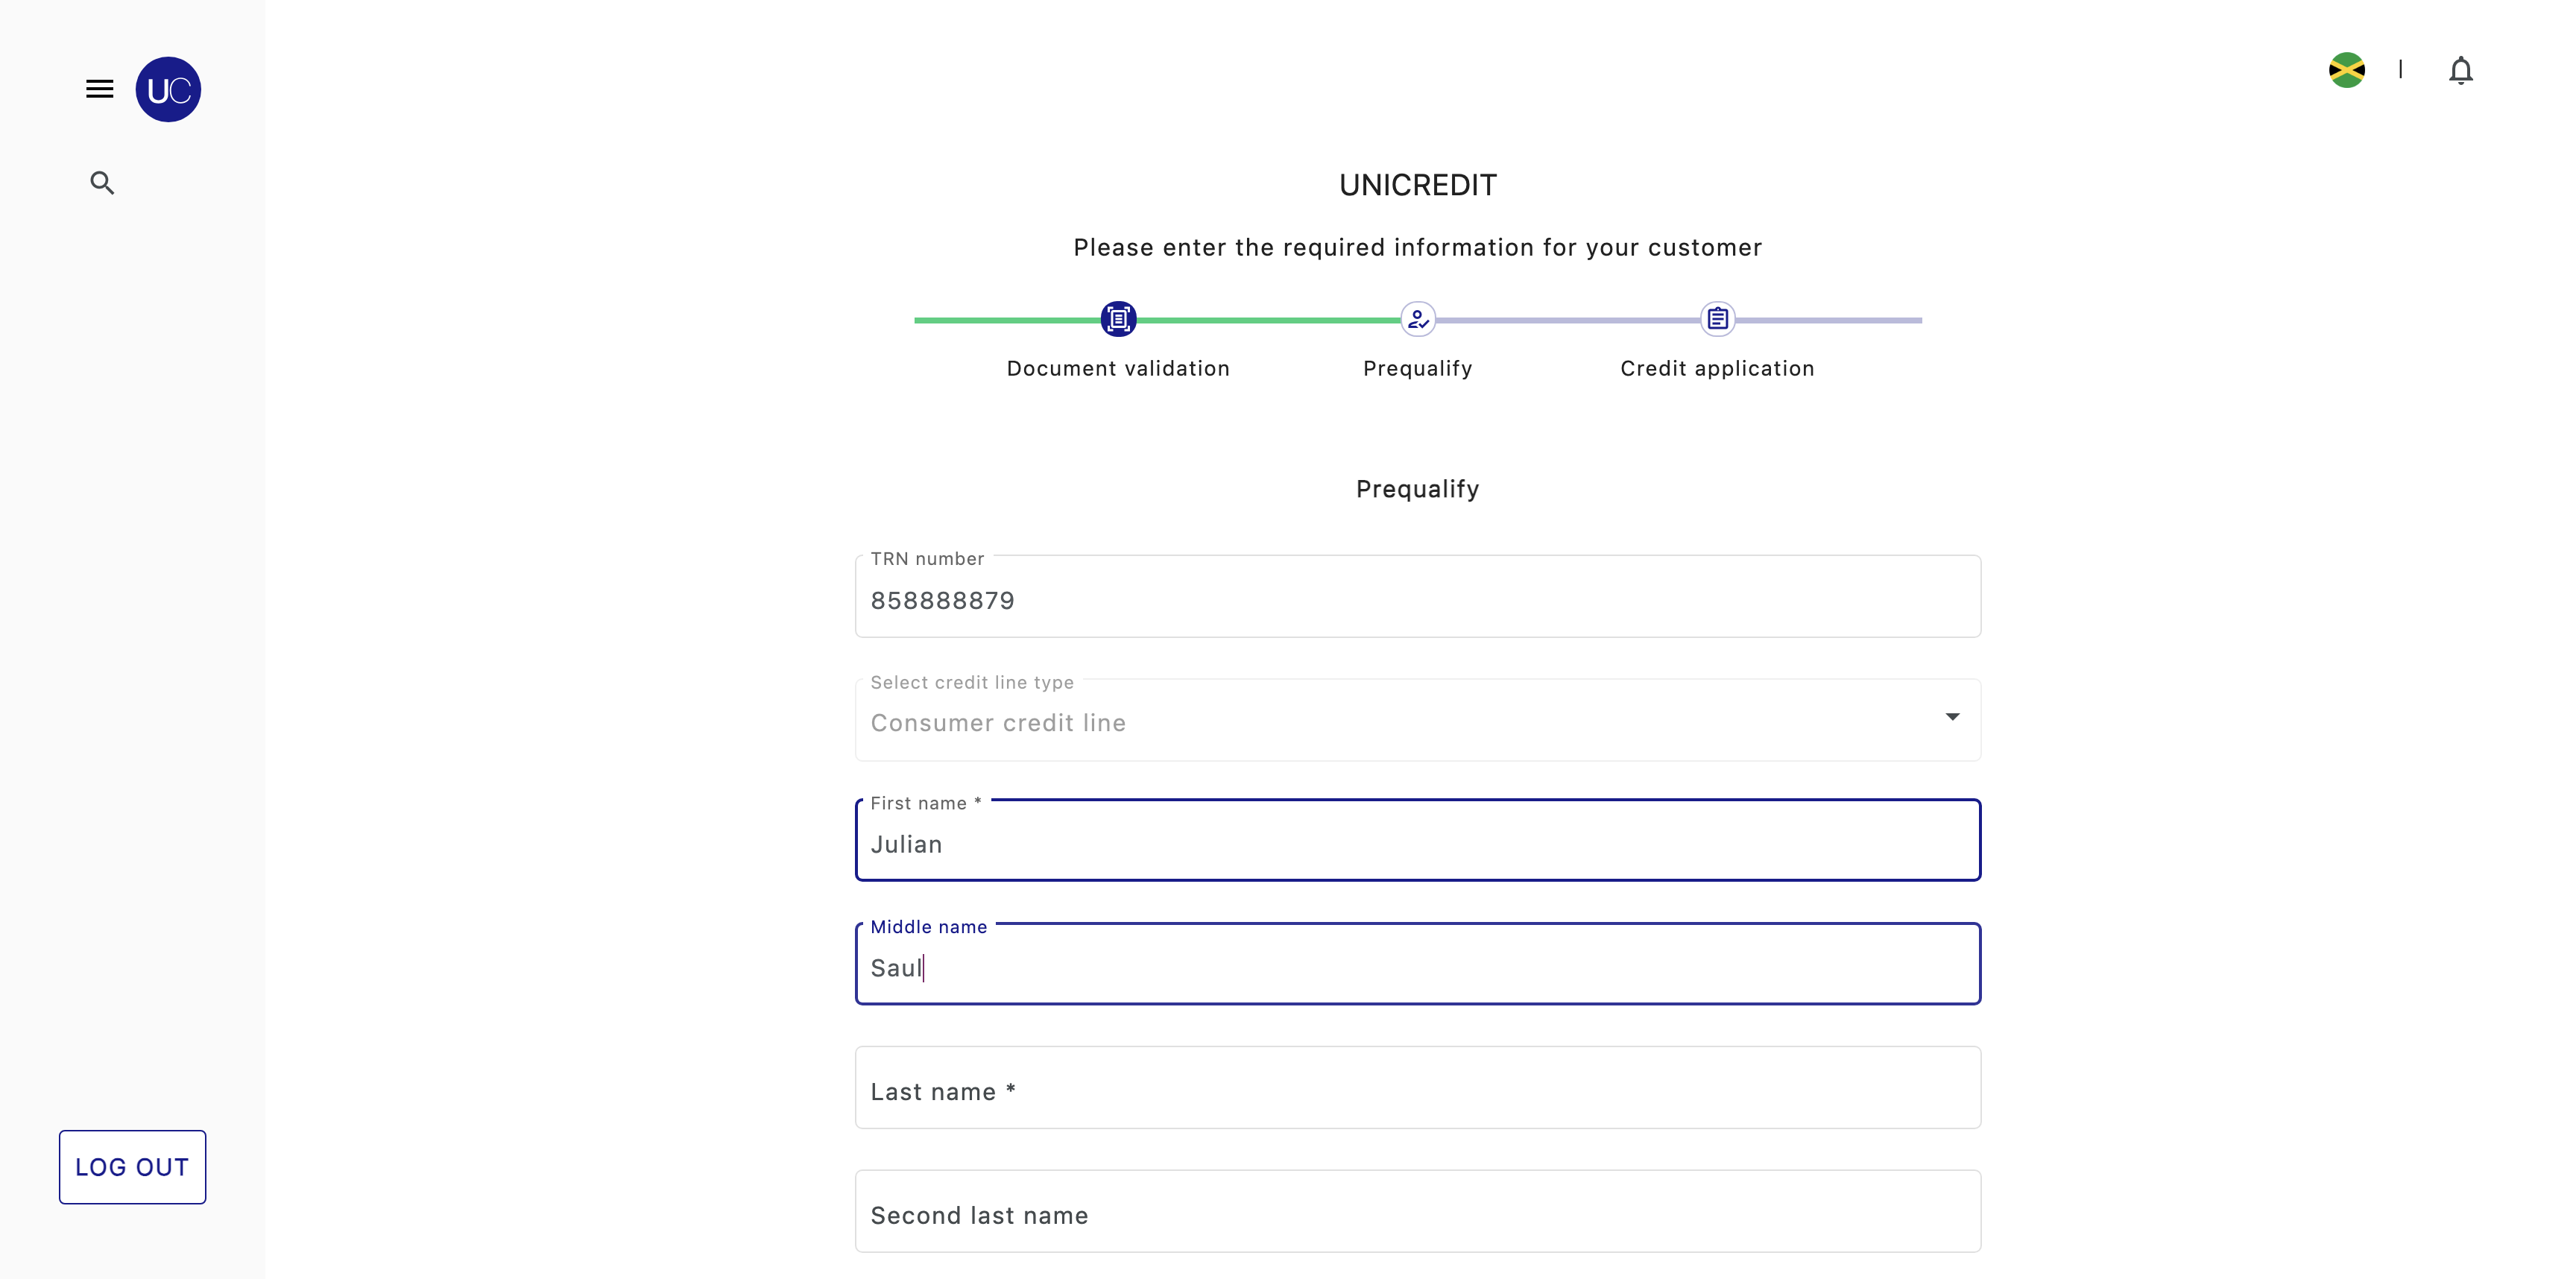 UC
UNICREDIT
Please enter the required information for your customer
Document validation
Prequalify
Credit application
Prequalify
TRN number
858888879
Select credit line type
Consumer credit line
First name *
Julian
Middle name
Saul
Last name *
Second last name
LOG OUT